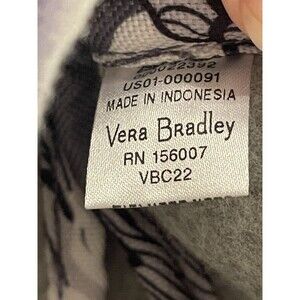 US01-000091
MADE IN INDONESIA
Vera Bradley
RN 156007
VBC22